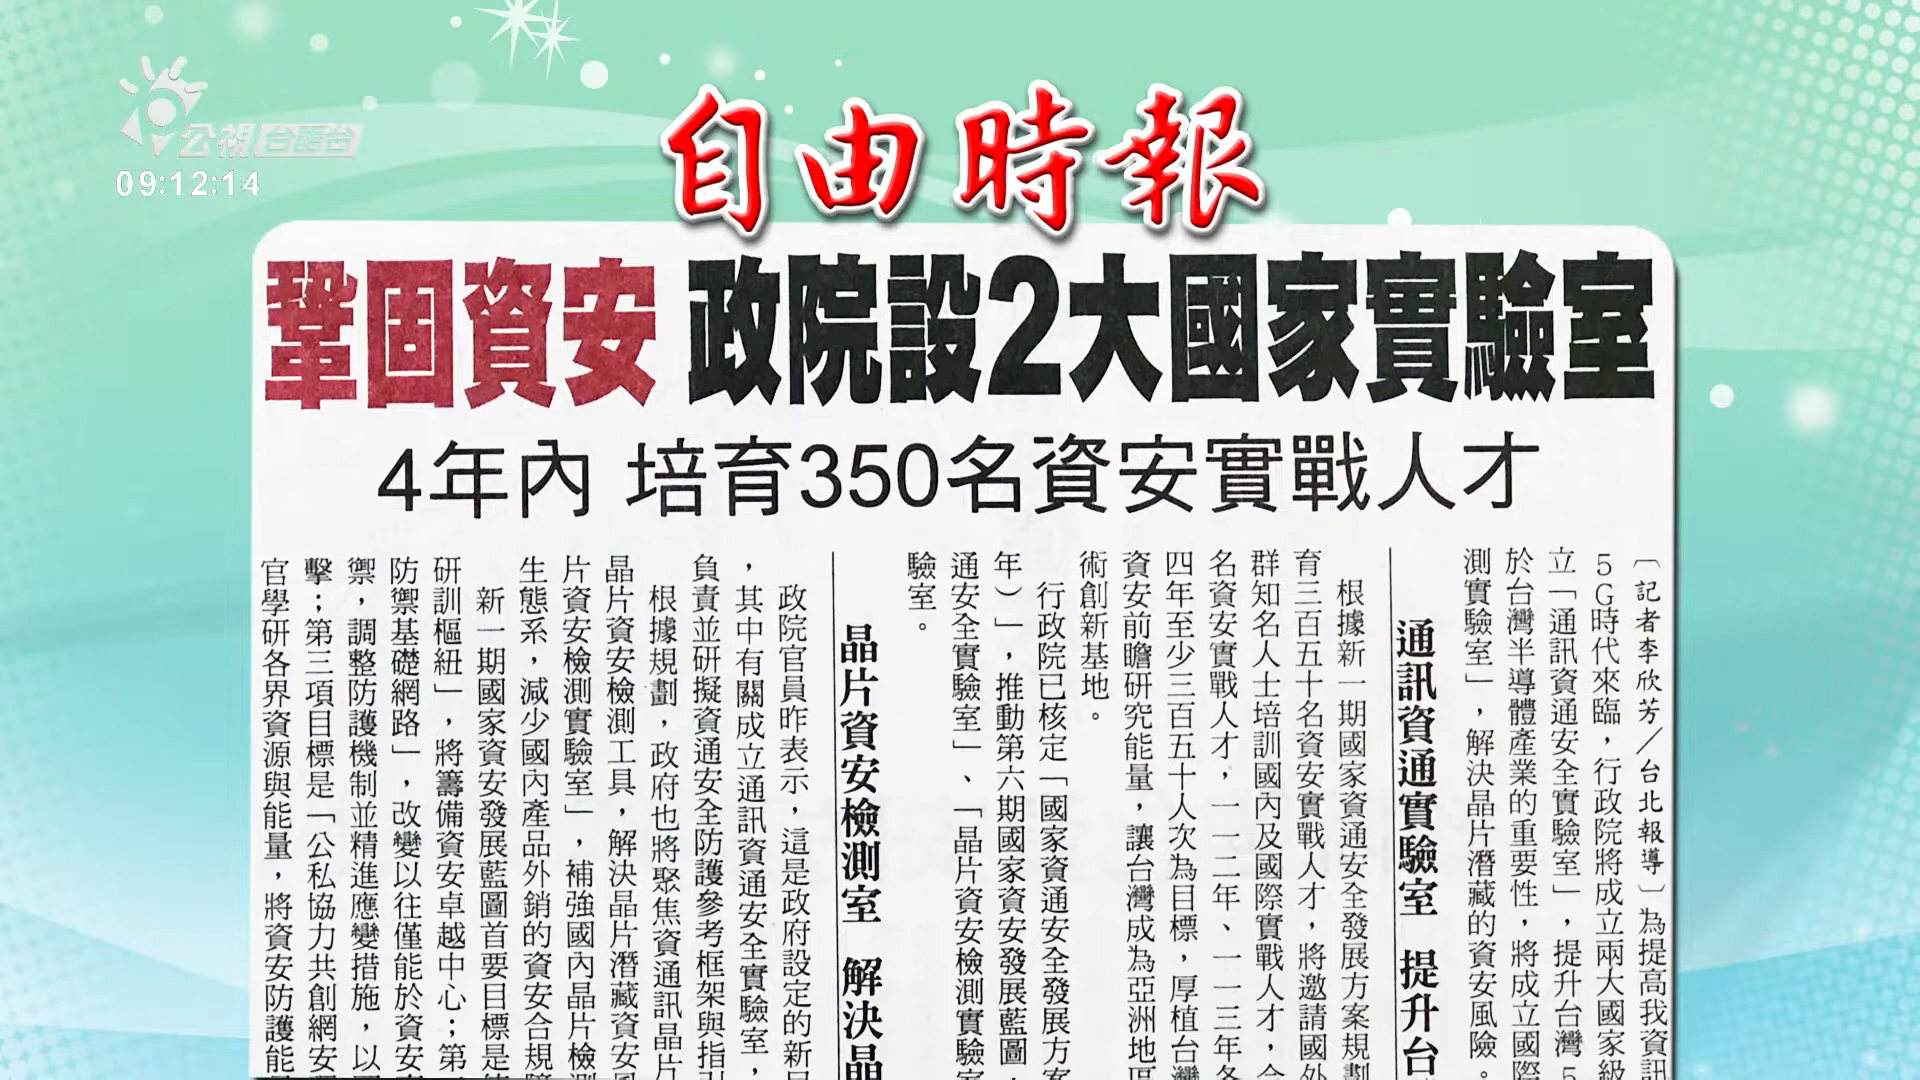 公視台語台
09:12:14
自由時報
鞏固資安 政院設2大國家實驗室
4年內 培育350名資安實戰人才
〔記者李欣芳／台北報導〕為提高我資訊
5G時代來臨，行政院將成立兩大國家級
立「通訊資通安全實驗室」，提升台灣5
於台灣半導體產業的重要性，將成立國際
測實驗室」，解決晶片潛藏的資安風險。
通訊資通實驗室 提升台
根據新一期國家資通安全發展方案規劃
育三百五十名資安實戰人才，將邀請國外
群知名人士培訓國內及國際實戰人才，合
名資安實戰人才，一一二年、一一三年各
四年至少三百五十人次為目標，厚植台灣
資安前瞻研究能量，讓台灣成為亞洲地區
術創新基地。
行政院已核定「國家資通安全發展方案
年）」，推動第六期國家資安發展藍圖，
通安全實驗室」、「晶片資安檢測實驗室
驗室。
晶片資安檢測室 解決晶
政院官員昨表示，這是政府設定的新
，其中有關成立通訊資通安全實驗室，
負責並研擬資通安全防護參考框架與指引
根據規劃，政府也將聚焦資通訊晶片
晶片資安檢測工具，解決晶片潛藏資安風
片資安檢測實驗室」，補強國內晶片檢測
生態系，減少國內產品外銷的資安合規障
新一期國家資安發展藍圖首要目標是
研訓樞紐」，將籌備資安卓越中心；第
防禦基礎網路」，改變以往僅能於資安
禦，調整防護機制並精進應變措施，以
擊；第三項目標是「公私協力共創網安
官學研各界資源與能量，將資安防護能